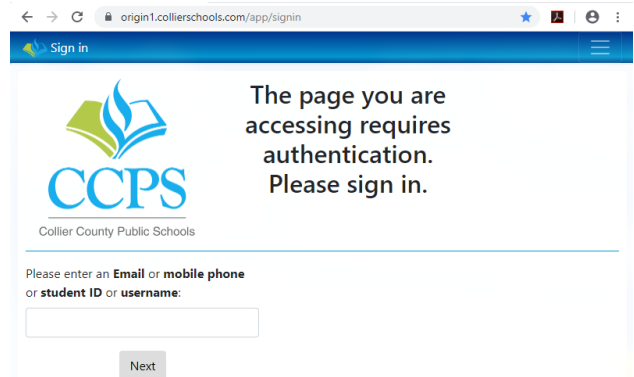 origin1.collierschools.com/app/signin
Sign in
CCPS
Collier County Public Schools
The page you are
accessing requires
authentication.
Please sign in.
Please enter an Email or mobile phone
or student ID or username:
Next